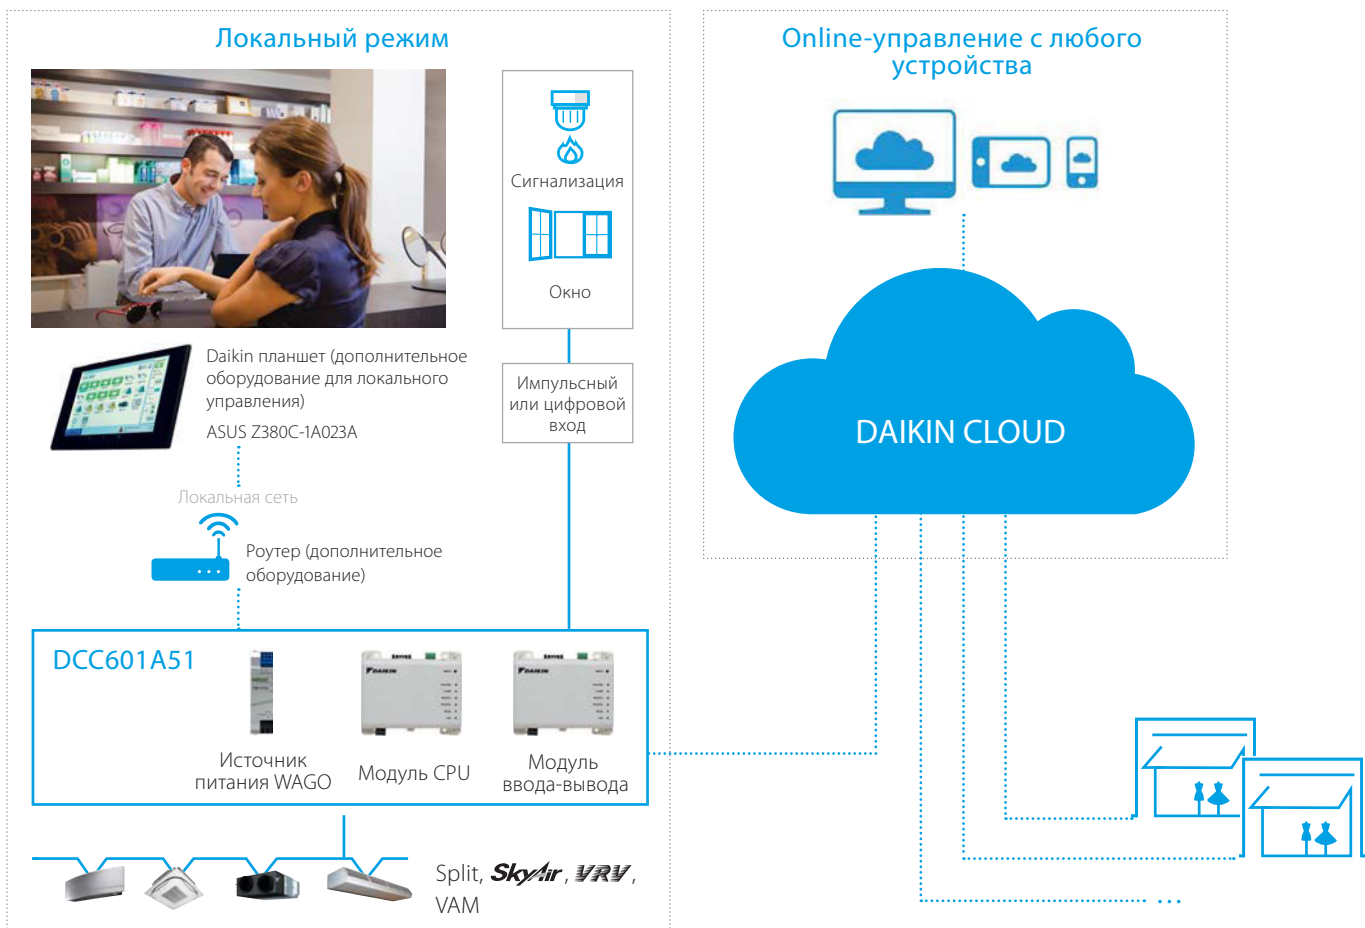 Локальный режим
Сигнализация
Окно
Daikin планшет (дополнительное
оборудование для локального
управления)
ASUS Z380C-1A023A
Импульсный
или цифровой
вход
Локальная сеть
Роутер (дополнительное
оборудование)
DCC601A51
DAIKIN
DAIKIN
Источник
питания WAGO
Модуль CPU
Модуль
ввода-вывода
Split, SkyAir, VRV,
VAM
Online-управление с любого
устройства
DAIKIN CLOUD
...